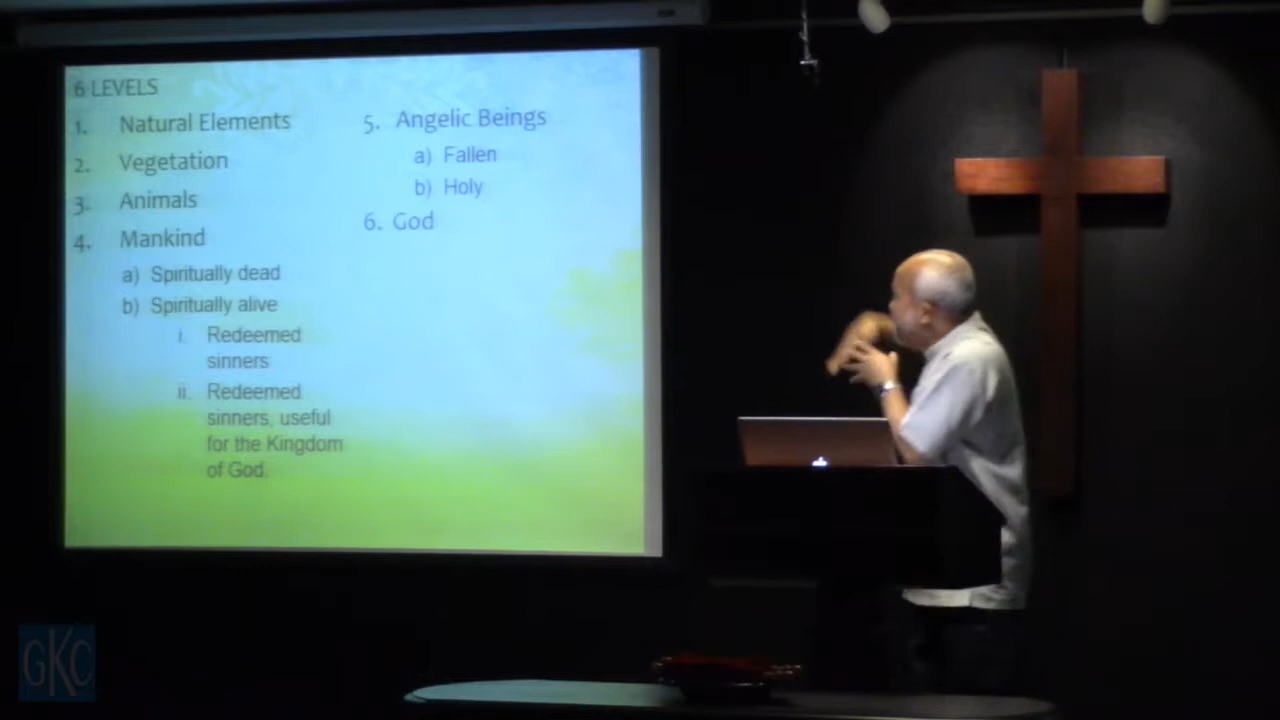 6 LEVELS
1. Natural Elements
2. Vegetation
3. Animals
4. Mankind
a) Spiritually dead
b) Spiritually alive
i. Redeemed
sinners
ii. Redeemed
sinners, useful
for the Kingdom
of God.
5. Angelic Beings
a) Fallen
b) Holy
6. God
GKC